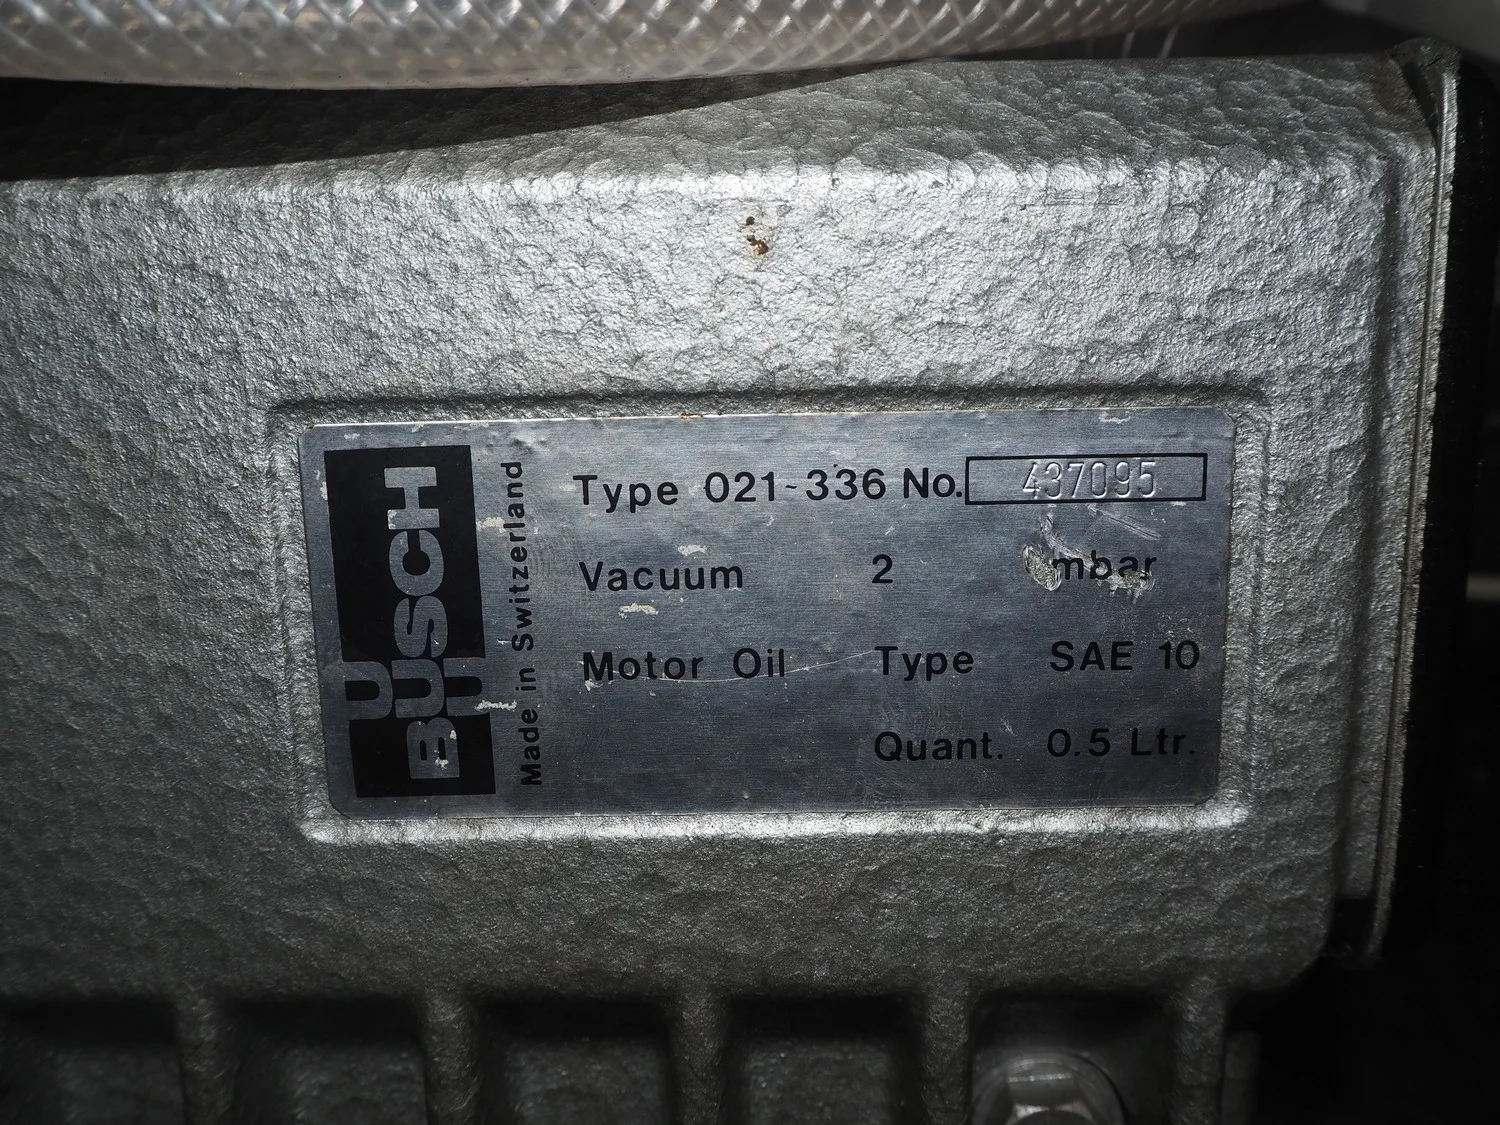 BUSCH
Made in Switzerland
Type 021-336 No. 437095
Vacuum 2 mbar
Motor Oil Type SAE 10
Quant. 0.5 Ltr.